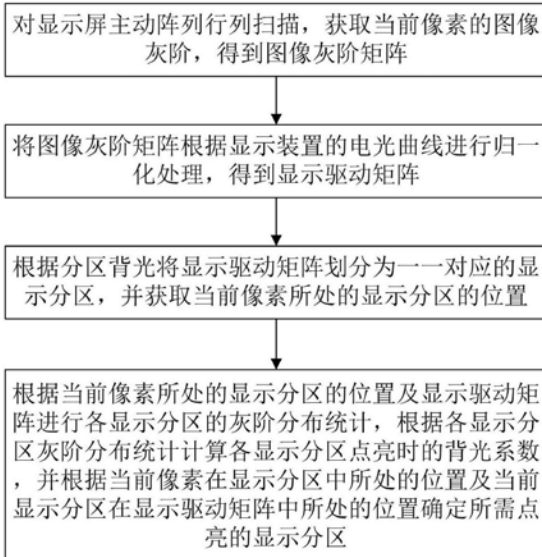 对显示屏主动阵列行列扫描，获取当前像素的图像
灰阶，得到图像灰阶矩阵
将图像灰阶矩阵根据显示装置的电光曲线进行归一
化处理，得到显示驱动矩阵
根据分区背光将显示驱动矩阵划分为一一对应的显
示分区，并获取当前像素所处的显示分区的位置
根据当前像素所处的显示分区的位置及显示驱动矩
阵进行各显示分区的灰阶分布统计，根据各显示分
区灰阶分布统计计算各显示分区点亮时的背光系数
，并根据当前像素在显示分区中所处的位置及当前
显示分区在显示驱动矩阵中所处的位置确定所需点
亮的显示分区